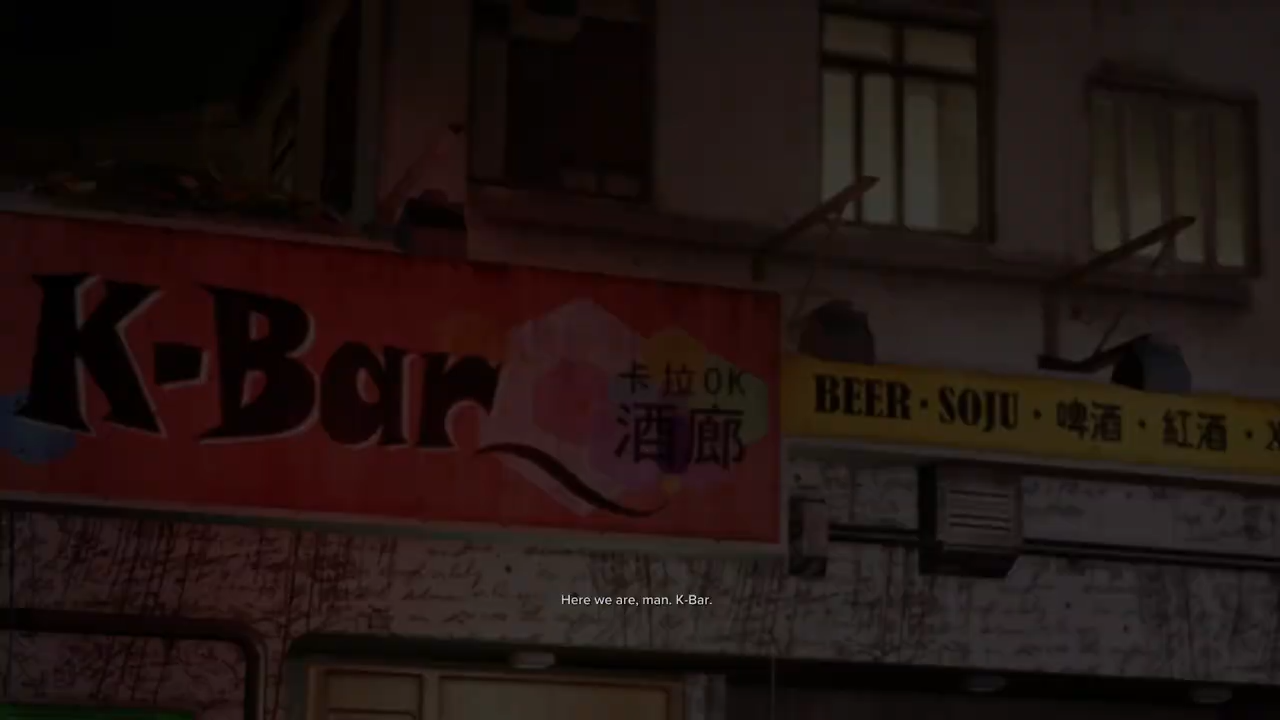 K-Bar
卡拉OK
酒廊
BEER · SOJU · 啤酒 · 紅酒 ·
Here we are, man. K-Bar.